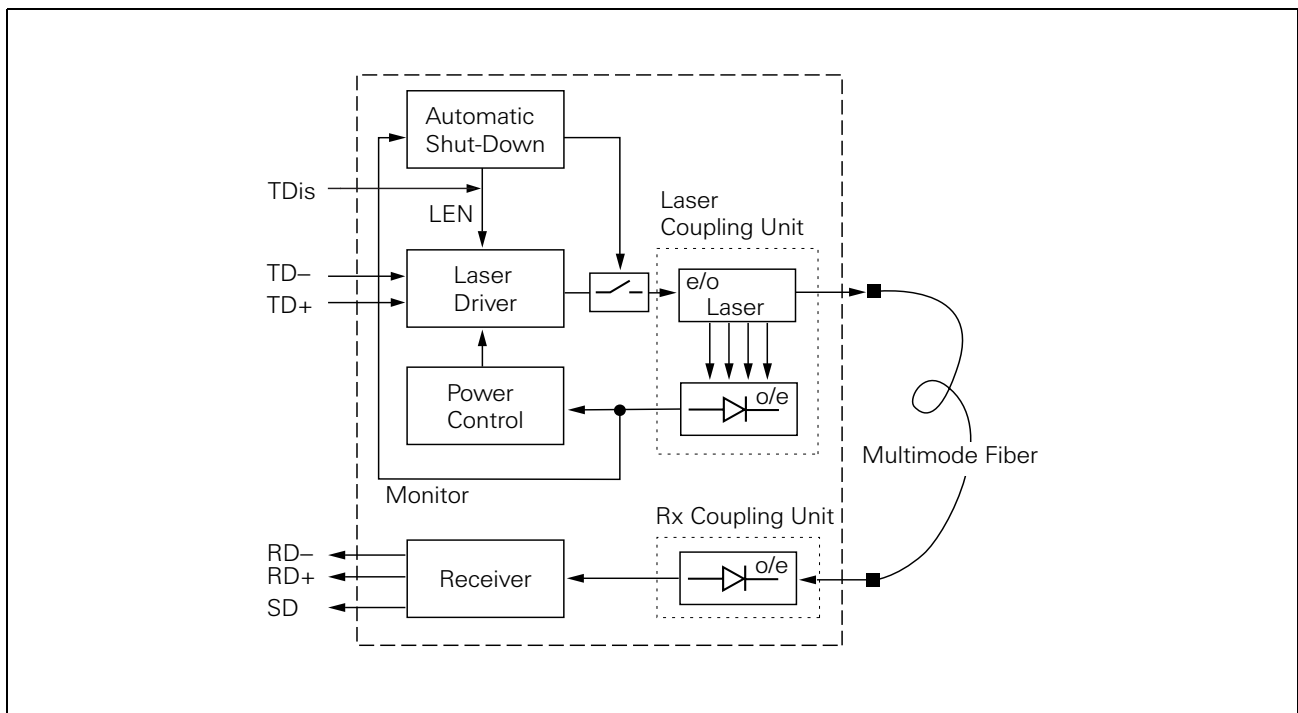 Automatic
Shut-Down
TDis
LEN
Laser
Coupling Unit
TD–
TD+
Laser
Driver
e/o
Laser
Power
Control
o/e
Multimode Fiber
Monitor
Rx Coupling Unit
RD–
RD+
SD
Receiver
o/e